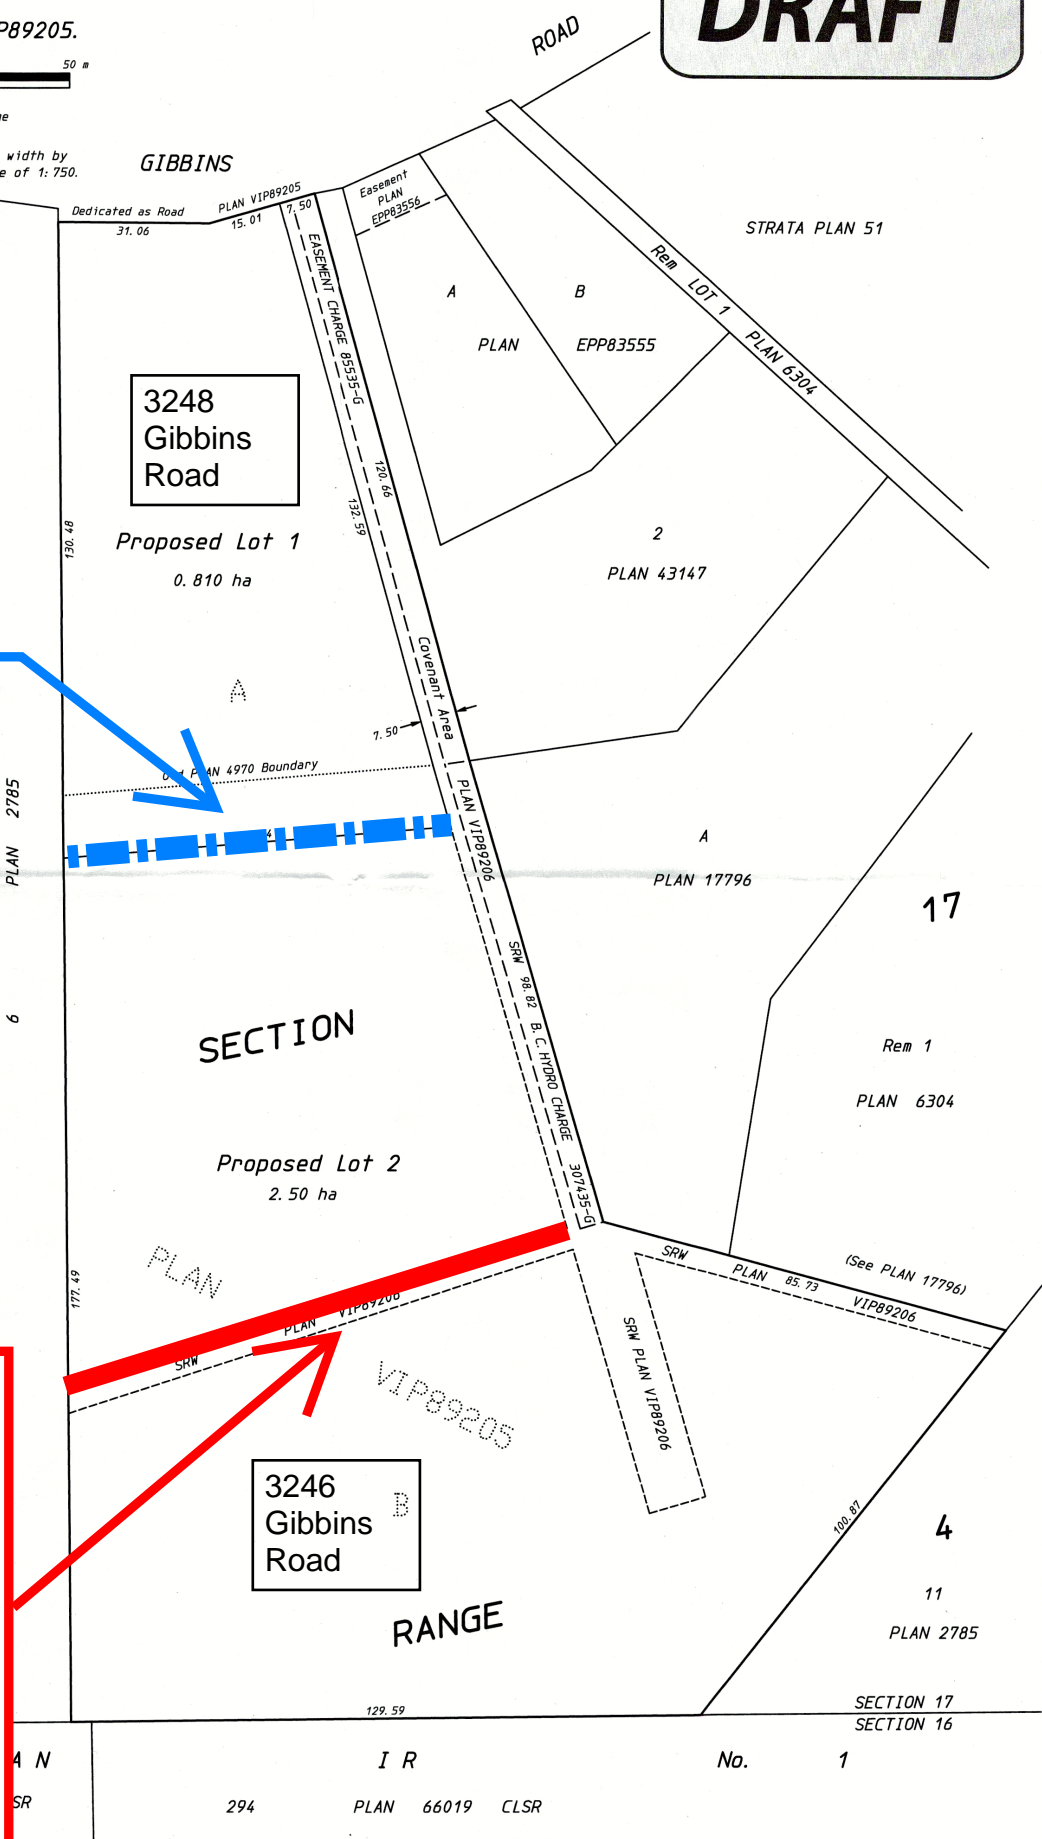 P89205.
DRAFT
50 m
width by
e of 1:750.
ROAD
GIBBINS
Dedicated as Road
31.06
PLAN VIP89205
15.01
7.50
Easement
PLAN
EPP83556
STRATA PLAN 51
EASEMENT CHARGE 85535-G
A
B
PLAN
EPP83555
Rem LOT 1 PLAN 6304
3248
Gibbins
Road
120.66
132.59
130.48
Proposed Lot 1
0.810 ha
2
PLAN 43147
Covenant Area
A
7.50
PLAN 4970 Boundary
PLAN 2785
6
PLAN VIP89206
A
PLAN 17796
17
SRW 98.82 B.C. HYDRO CHARGE 307435-G
SECTION
Rem 1
PLAN 6304
Proposed Lot 2
2.50 ha
PLAN
177.49
SRW PLAN 85.73 VIP89206
(See PLAN 17796)
SRW PLAN VIP89206
SRW PLAN VIP89206
VIP89205
3246
Gibbins
Road
B
100.87
4
11
PLAN 2785
RANGE
129.59
SECTION 17
SECTION 16
A N
I R
No.
1
SR
294
PLAN 66019 CLSR